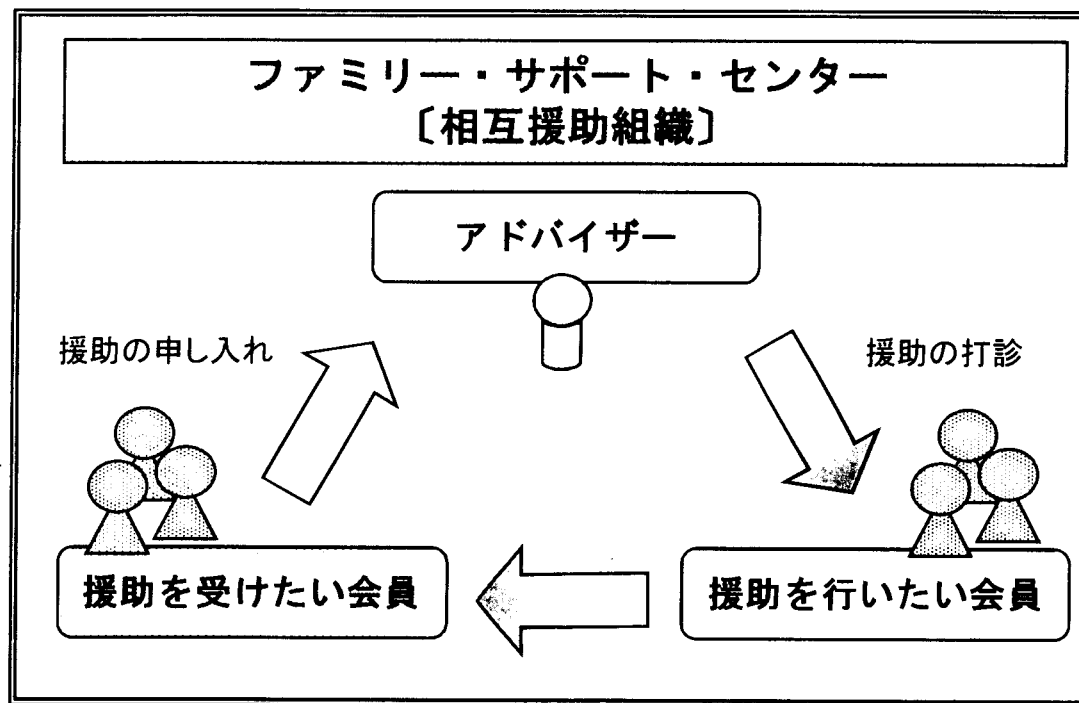 ファミリー・サポート・センター
〔相互援助組織〕
アドバイザー
援助の申し入れ
援助の打診
援助を受けたい会員
援助を行いたい会員